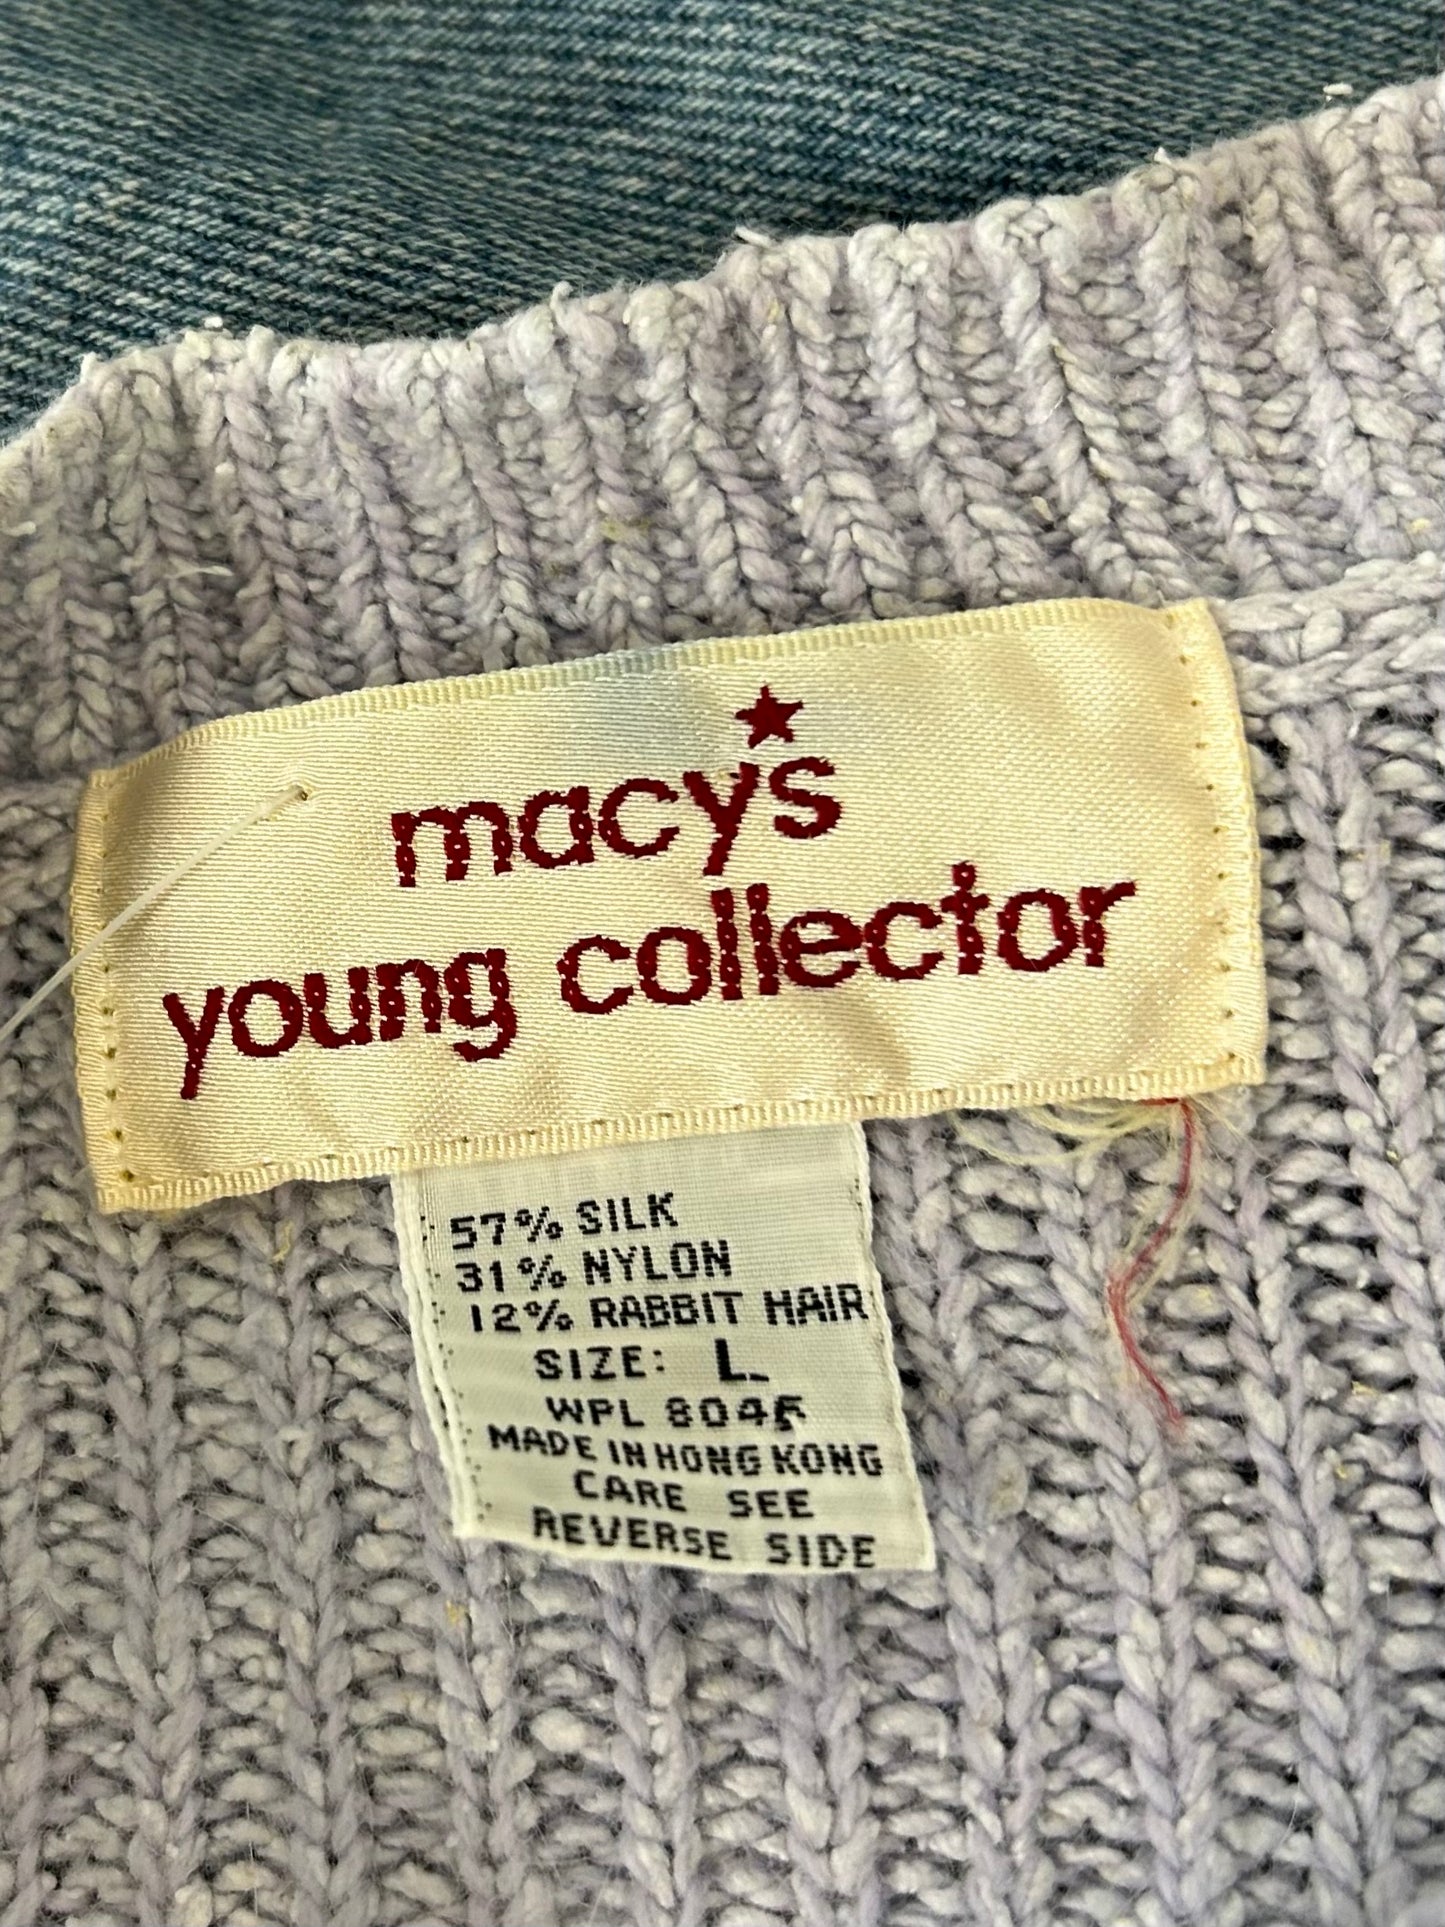 macy's
young collector
57% SILK
31% NYLON
12% RABBIT HAIR
SIZE: L
WPL
MADE IN HONG KONG
CARE SEE
REVERSE SIDE